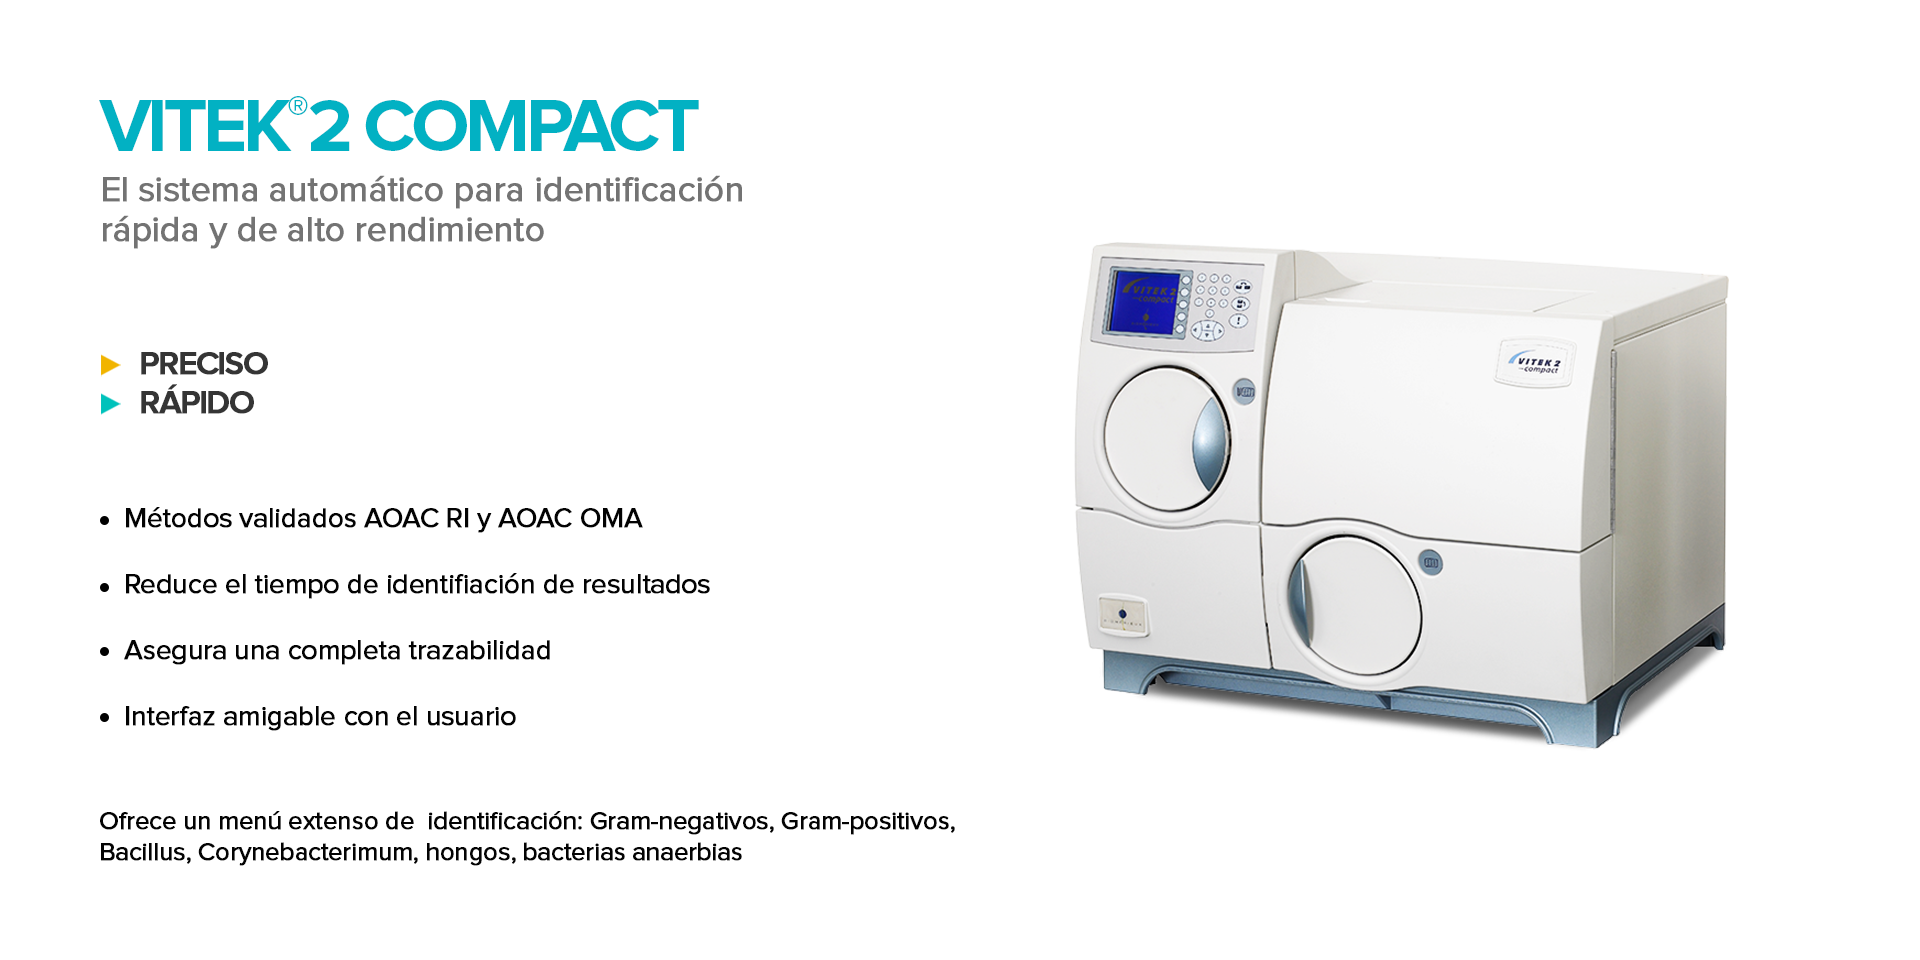 VITEK®2 COMPACT
El sistema automático para identificación
rápida y de alto rendimiento
PRECISO
RÁPIDO
• Métodos validados AOAC RI y AOAC OMA
• Reduce el tiempo de identifiación de resultados
• Asegura una completa trazabilidad
• Interfaz amigable con el usuario
Ofrece un menú extenso de identificación: Gram-negativos, Gram-positivos,
Bacillus, Corynebacterimum, hongos, bacterias anaerbias
VITEK 2
compact
VITEK 2
compact